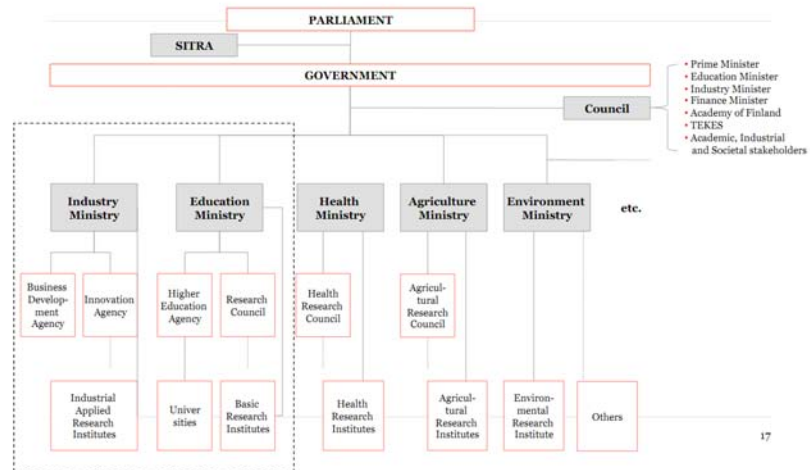 PARLIAMENT
SITRA
GOVERNMENT
Council
• Prime Minister
• Education Minister
• Industry Minister
• Finance Minister
• Academy of Finland
• TEKES
• Academic, Industrial
and Societal stakeholders
Industry
Ministry
Education
Ministry
Health
Ministry
Agriculture
Ministry
Environment
Ministry
etc.
Business
Develop-
ment
Agency
Innovation
Agency
Higher
Education
Agency
Research
Council
Health
Research
Council
Agricul-
tural
Research
Council
Industrial
Applied
Research
Institutes
Univer
sities
Basic
Research
Institutes
Health
Research
Institutes
Agricul-
tural
Research
Institutes
Environ-
mental
Research
Institute
Others
17